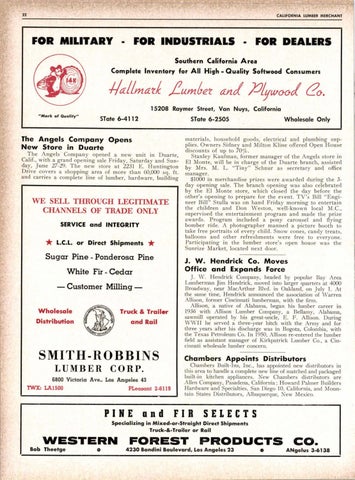 22
CALIFORNIA LUMBER MERCHANT
FOR MILITARY - FOR INDUSTRIALS - FOR DEALERS
Southern California Area
Complete Inventory for All High-Quality Softwood Consumers
Hallmark Lumber and Plywood Co.
"Mark of Quality"
15208 Raymer Street, Van Nuys, California
STate 6-4112 STate 6-2505 Wholesale Only
The Angels Company Opens
New Store in Duarte
The Angels Company opened a new unit in Duarte,
Calif., with a grand opening sale Friday, Saturday and Sun-
day, June 27-29. The new store at 2231 E. Huntington
Drive covers a shopping area of more than 60,000 sq. ft.
and carries a complete line of lumber, hardware, building
WE SELL THROUGH LEGITIMATE
CHANNELS OF TRADE ONLY
SERVICE and INTEGRITY
★ L.C.L. or Direct Shipments ★
Sugar Pine - Ponderosa Pine
White Fir - Cedar
— Customer Milling —
Wholesale
Distribution
Truck & Trailer
and Rail
SMITH-ROBBINS
LUMBER CORP.
6800 Victoria Ave., Los Angeles 43
TWX: LA1508 PLeasant 2-6118
materials, household goods, electrical and plumbing sup-
plies. Owners Sidney and Milton Kline offered Open House
discounts of up to 70%.
Stanley Kaufman, former manager of the Angels store in
El Monte, will be in charge of the Duarte branch, assisted
by Mrs. M. L. "Tiny" Schnur as secretary and office
manager.
$1000 in merchandise prizes were awarded during the 3-
day opening sale. The branch opening was also celebrated
by the El Monte store, which closed the day before the
other's opening to prepare for the event. TV's Bill "Engi-
neer Bill" Stulla was on hand Friday morning to entertain
the children and Don Weston, well-known local M.C.,
supervised the entertainment program and made the prize
awards. Program included a pony carousel and flying
bomber ride. A photographer manned a picture booth to
take free portraits of every child. Snow cones, candy treats,
balloons and other refreshments were free to everyone.
Participating in the lumber store's open house was the
Sunrise Market, located next door.
J. W. Hendrick Co. Moves
Office and Expands Force
J. W. Hendrick Company, headed by popular Bay Area
Lumberman Jim Hendrick, moved into larger quarters at 4000
Broadway, near MacArthur Blvd. in Oakland, on July 1. At
the same time, Hendrick announced the association of Warren
Allison, former Cincinnati lumberman, with the firm.
Allison, a native of Alabama, began his lumber career in
1936 with Allison Lumber Company, a Bellamy, Alabama,
sawmill operated by his great-uncle, E. F. Allison. During
WWII he served a three-year hitch with the Army and for
three years after his discharge was in Bogota, Colombia, with
the Texas Petroleum Co. In 1950, Allison re-entered the lumber
field as assistant manager of Kirkpatrick Lumber Co., a Cin-
cinnati wholesale lumber concern.
Chambers Appoints Distributors
Chambers Built-Ins, Inc., has appointed new distributors in
this area to handle a complete new line of matched and packaged
built-in kitchen appliances. New Chambers distributors are
Allen Company, Pasadena, California; Howard Palmer Builders
Hardware and Specialties, San Diego 10, California, and Moun-
tain States Distributors, Albuquerque, New Mexico.
PINE and FIR SELECTS
Specializing in Mixed-or-Straight Direct Shipments
Truck-&-Trailer or Rail
WESTERN FOREST PRODUCTS CO.
Bob Theetge • 4230 Bandini Boulevard, Los Angeles 23 • ANgelus 3-6138